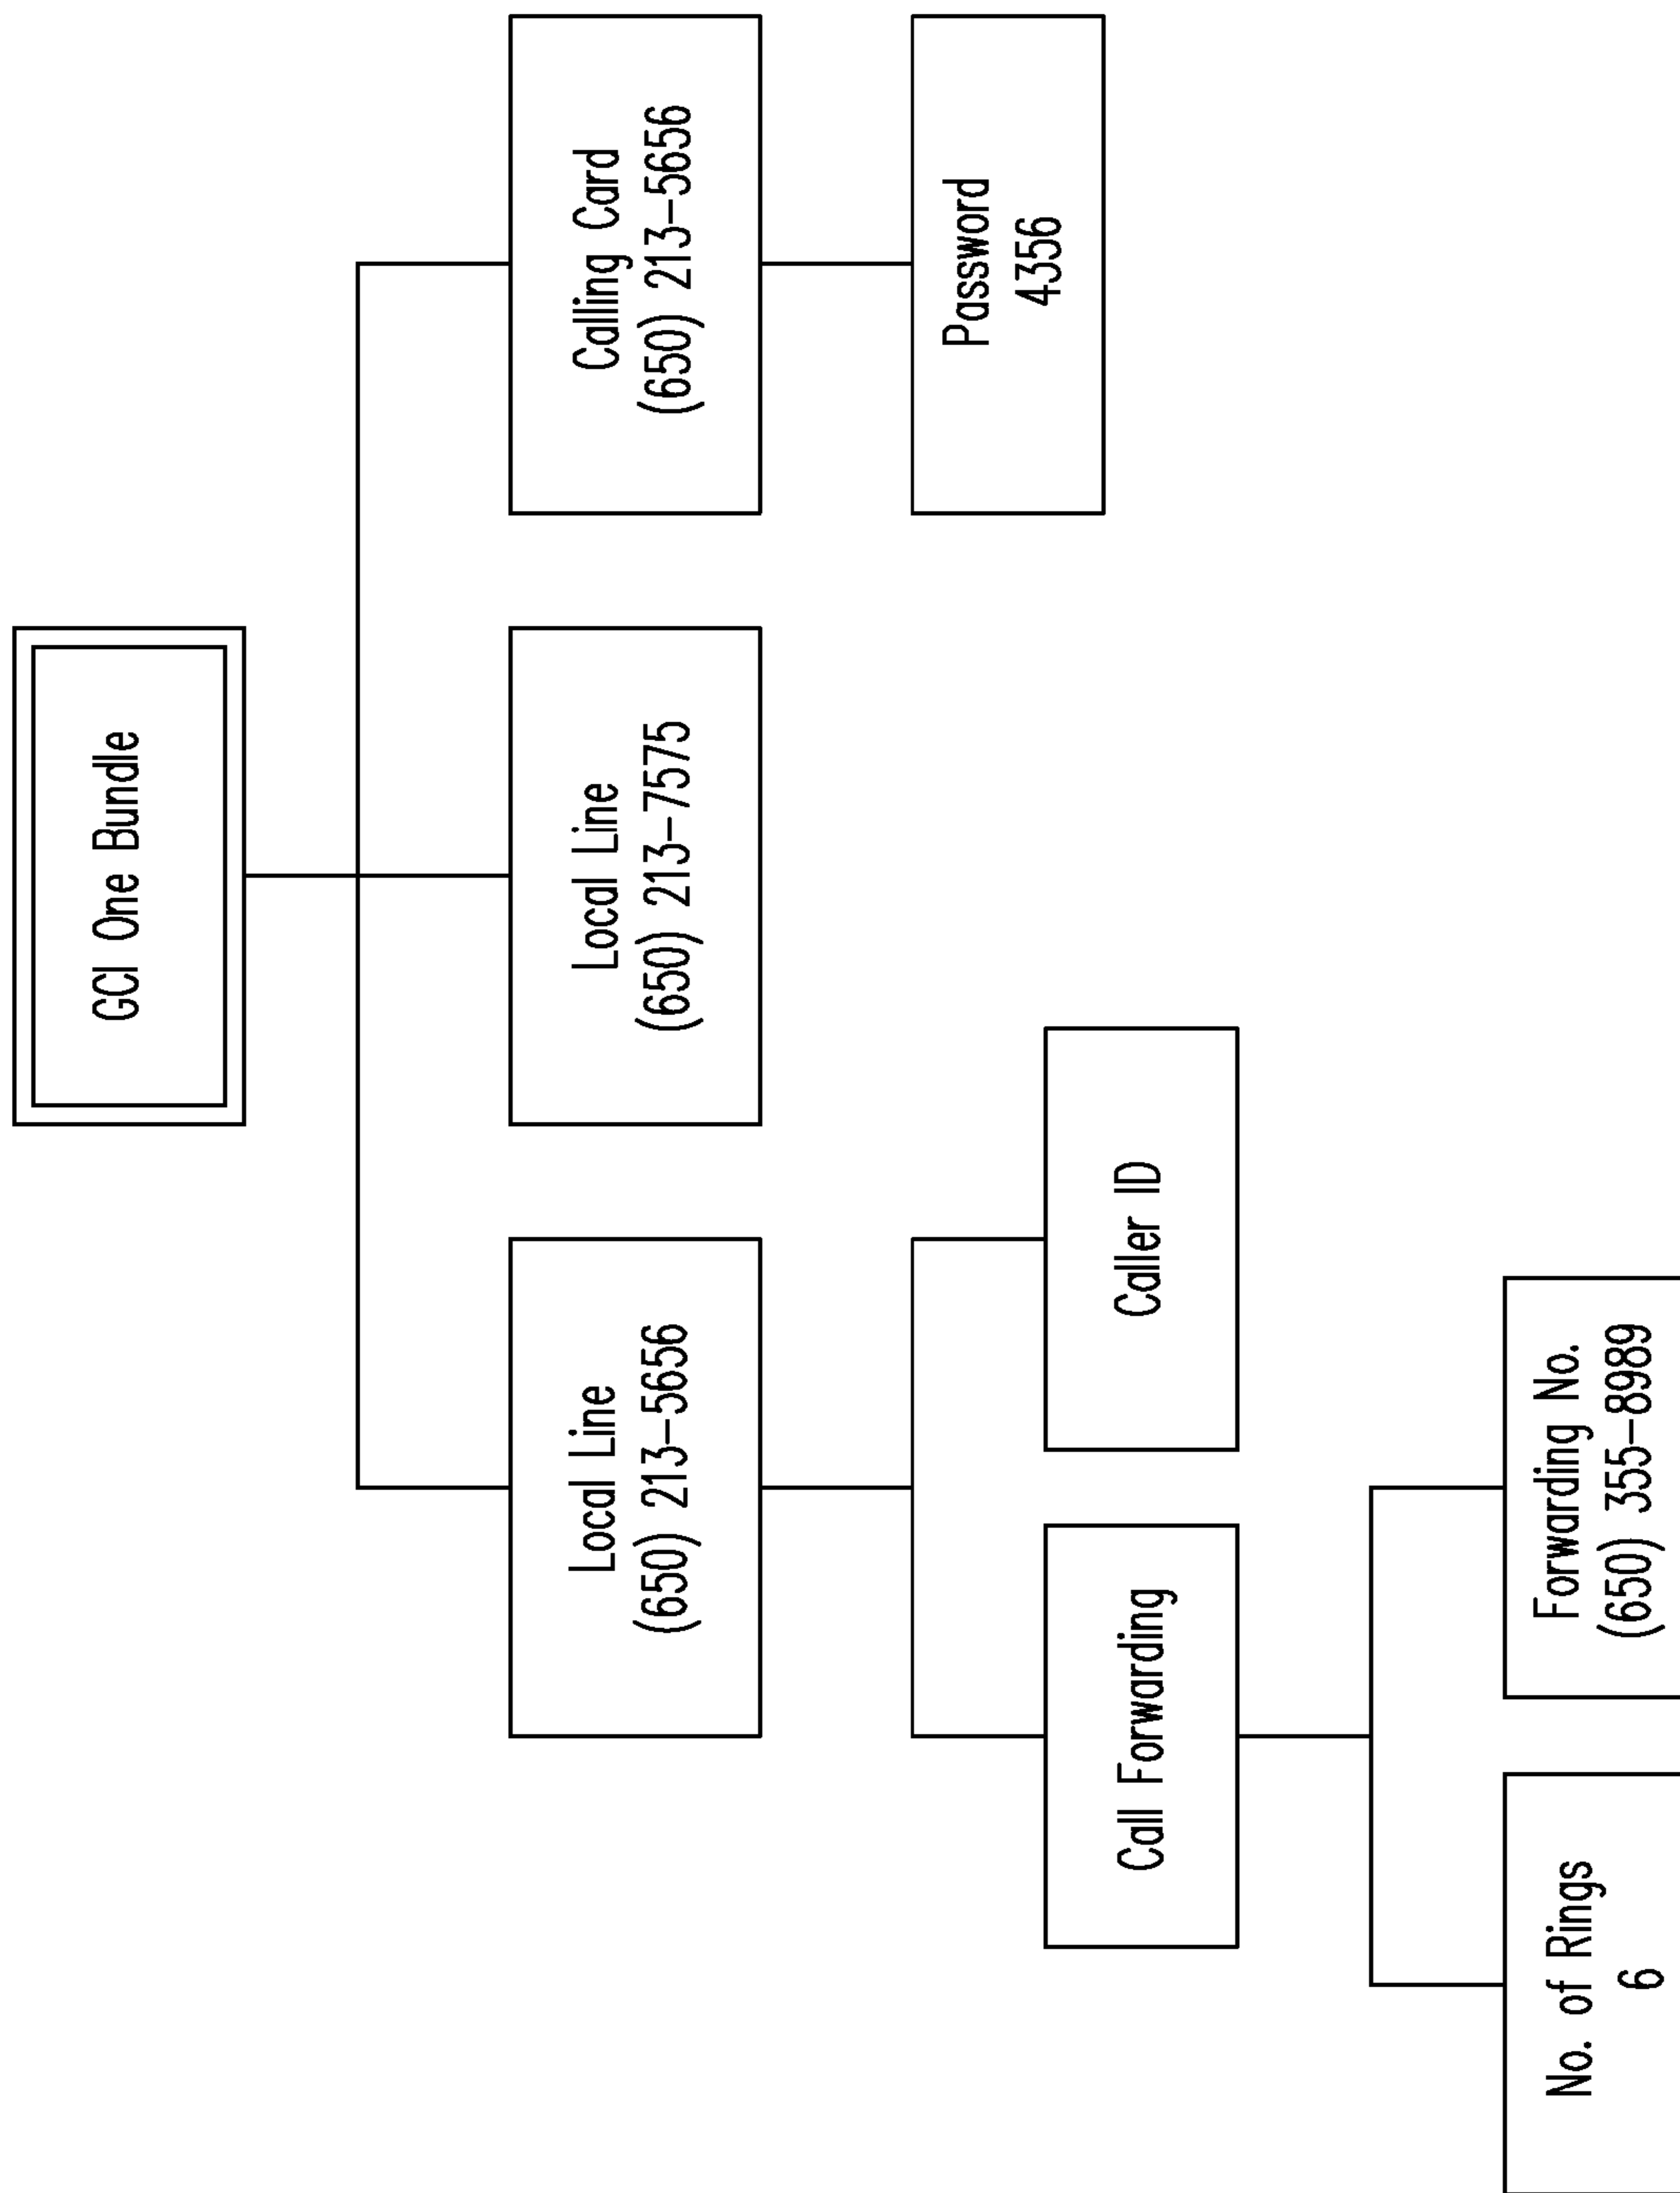 GCI One Bundle
Local Line
(650) 213-5656
Local Line
(650) 213-7575
Calling Card
(650) 213-5656
Call Forwarding
Caller ID
Password
4356
No. of Rings
6
Forwarding No.
(650) 355-8989